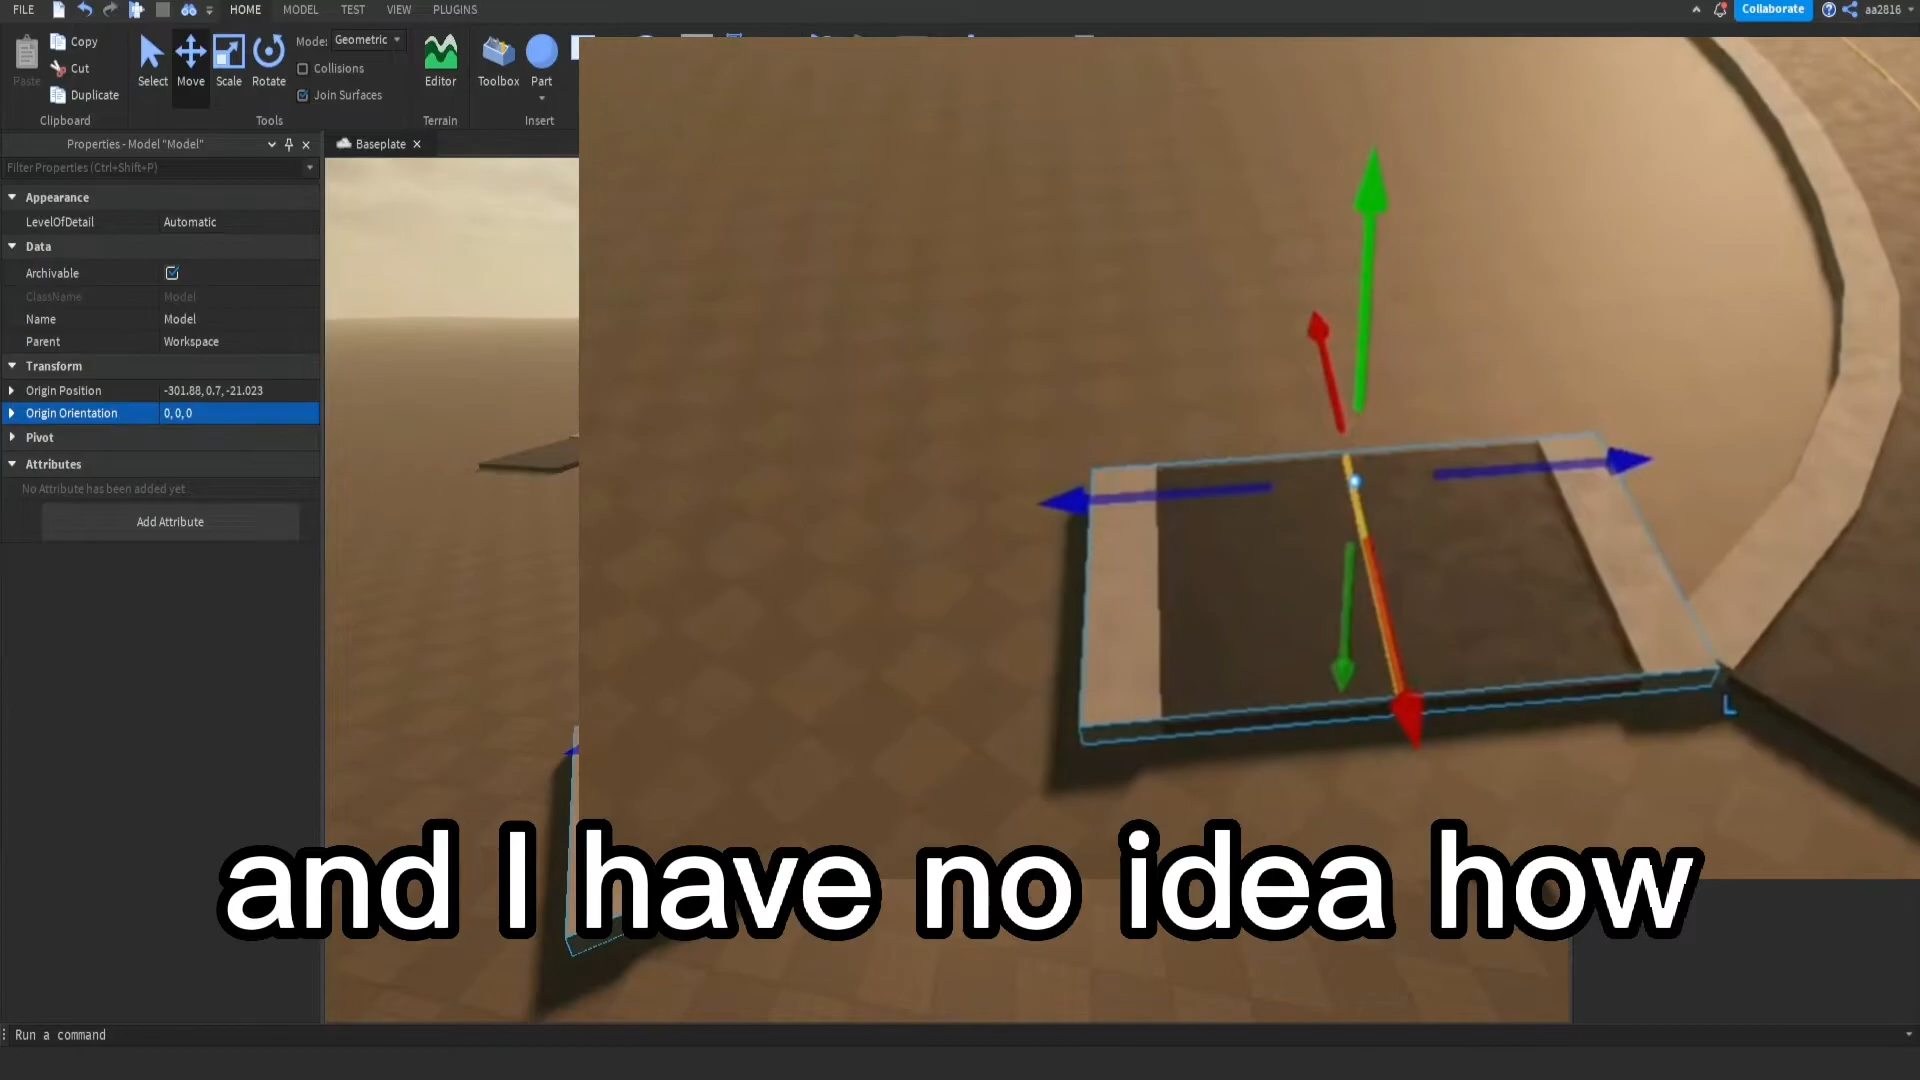 FILE HOME MODEL TEST VIEW PLUGINS Collaborate aa2816
Copy
Cut
Duplicate
Paste
Clipboard
Select Move Scale Rotate
Mode: Geometric
Collisions
Join Surfaces
Tools
Editor
Terrain
Toolbox Part
Insert
Properties - Model "Model"
Baseplate
Filter Properties (Ctrl+Shift+P)
Appearance
LevelOfDetail Automatic
Data
Archivable
ClassName Model
Name Model
Parent Workspace
Transform
Origin Position -301.88, 0.7, -21.023
Origin Orientation 0, 0, 0
Pivot
Attributes
No Attribute has been added yet
Add Attribute
L
and I have no idea how
Run a command